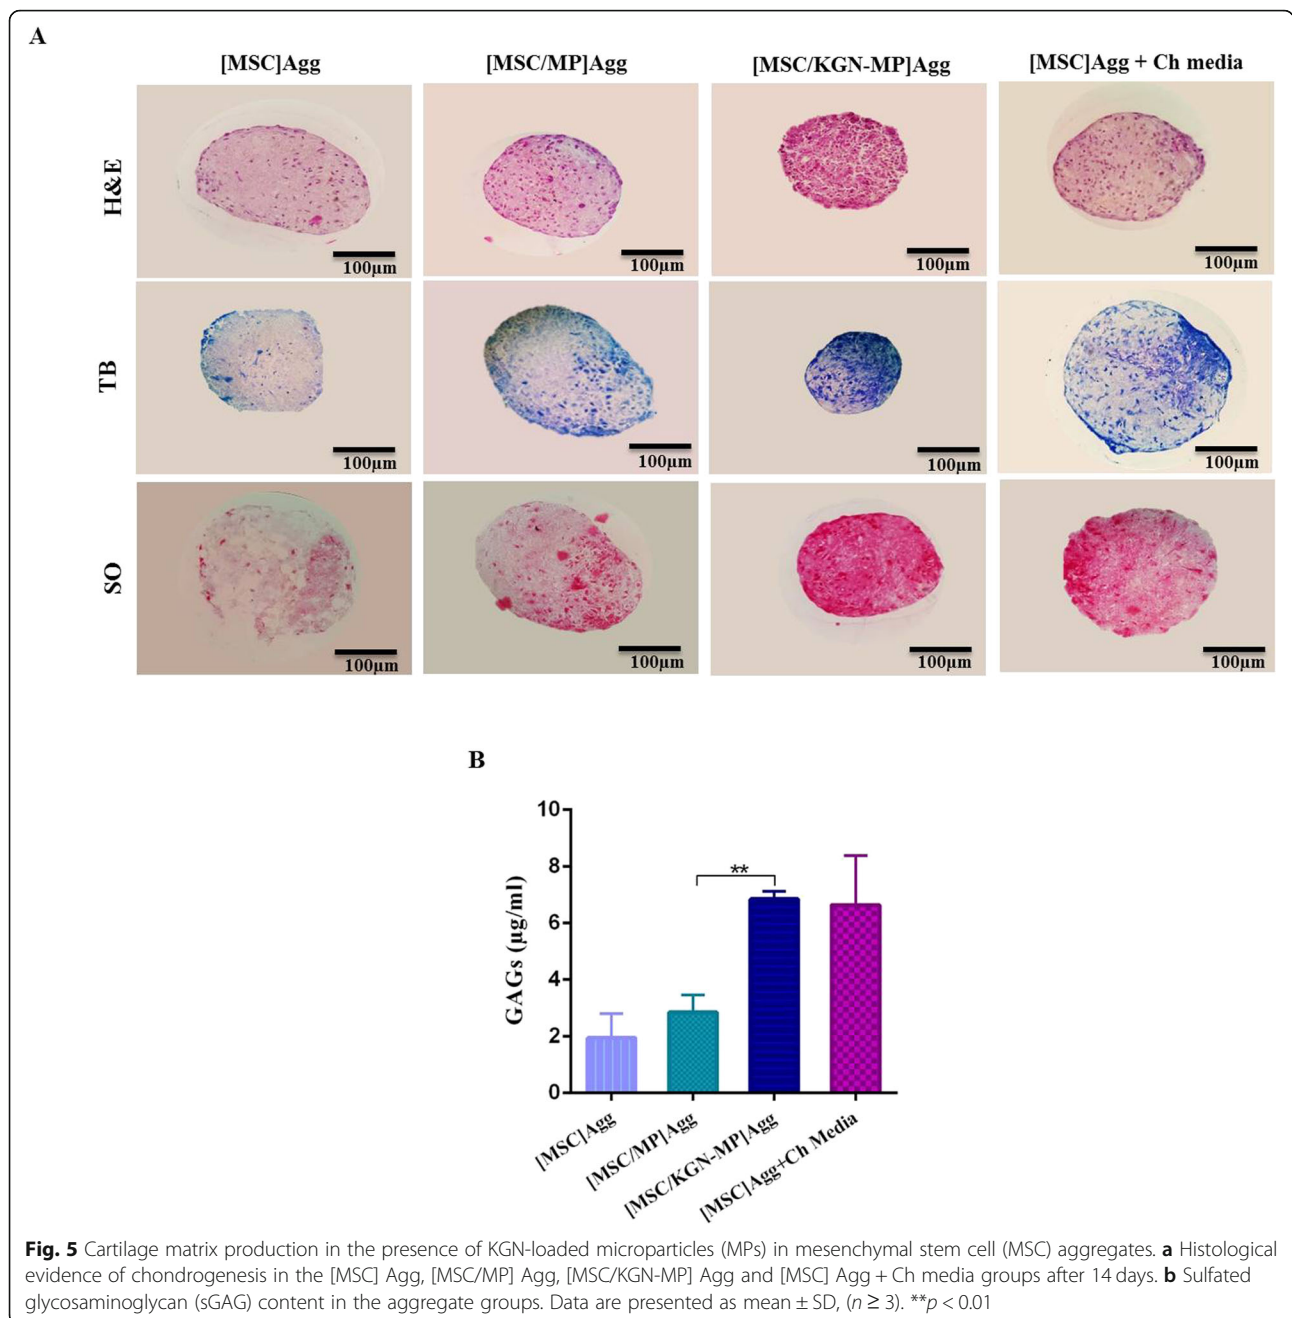 A
[MSC]Agg [MSC/MP]Agg [MSC/KGN-MP]Agg [MSC]Agg + Ch media
H&E
100μm 100μm 100μm 100μm
TB
100μm 100μm 100μm 100μm
SO
100μm 100μm 100μm 100μm
B
10
8
6
4
2
0
GAGs (μg/ml)
**
[MSC]Agg
[MSC/MP]Agg
[MSC/KGN-MP]Agg
[MSC]Agg+Ch Media
Fig. 5 Cartilage matrix production in the presence of KGN-loaded microparticles (MPs) in mesenchymal stem cell (MSC) aggregates. a Histological
evidence of chondrogenesis in the [MSC] Agg, [MSC/MP] Agg, [MSC/KGN-MP] Agg and [MSC] Agg + Ch media groups after 14 days. b Sulfated
glycosaminoglycan (sGAG) content in the aggregate groups. Data are presented as mean ± SD, (n ≥ 3). **p < 0.01